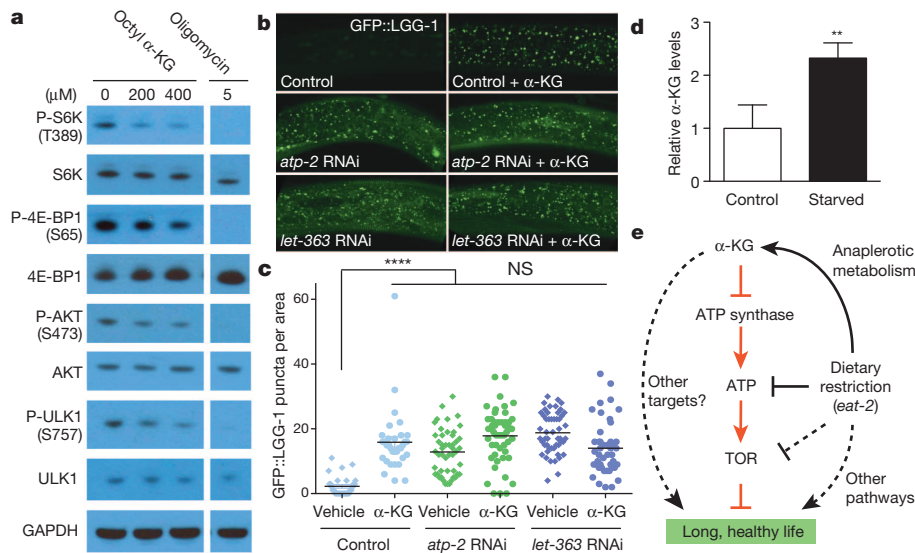 a
Octyl α-KG
Oligomycin
(μM) 0 200 400 5
P-S6K
(T389)
S6K
P-4E-BP1
(S65)
4E-BP1
P-AKT
(S473)
AKT
P-ULK1
(S757)
ULK1
GAPDH
b
GFP::LGG-1
Control
Control + α-KG
atp-2 RNAi
atp-2 RNAi + α-KG
let-363 RNAi
let-363 RNAi + α-KG
c
****
NS
GFP::LGG-1 puncta per area
60
40
20
0
Vehicle α-KG Vehicle α-KG Vehicle α-KG
Control atp-2 RNAi let-363 RNAi
d
Relative α-KG levels
3
2
1
0
**
Control Starved
e
α-KG
Anaplerotic
metabolism
ATP synthase
Other
targets?
ATP
Dietary
restriction
(eat-2)
TOR
Other
pathways
Long, healthy life